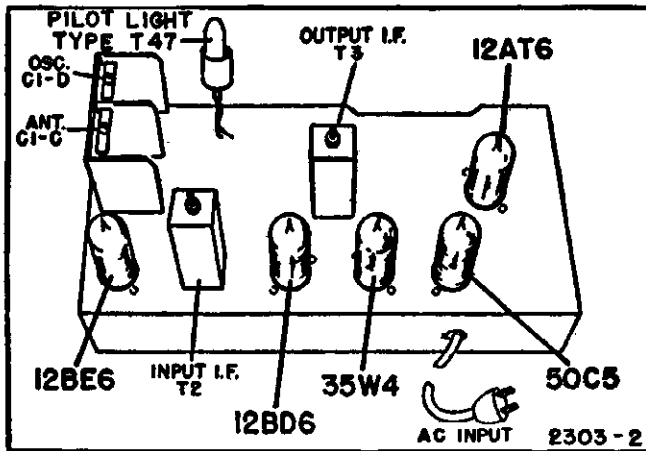 PILOT LIGHT
TYPE T47
OUTPUT I.F.
T3
12AT6
OSC.
C1-D
ANT.
C1-C
12BE6
INPUT I.F.
T2
12BD6
35W4
50C5
AC INPUT
2303-2